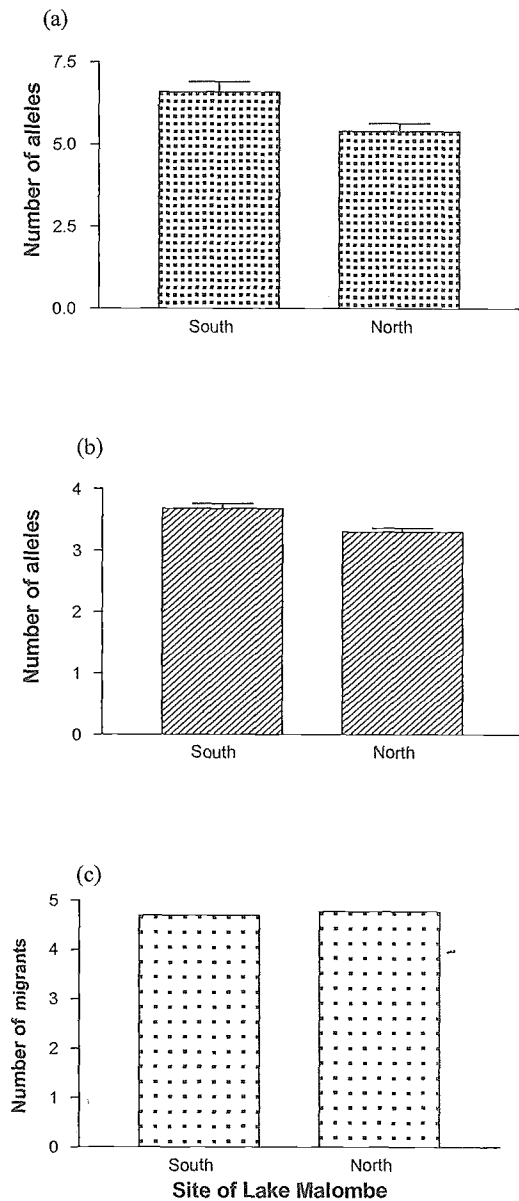 (a)
Number of alleles
7.5
5.0
2.5
0.0
South North
(b)
Number of alleles
4
3
2
1
0
South North
(c)
Number of migrants
5
4
3
2
1
0
South North
Site of Lake Malombe